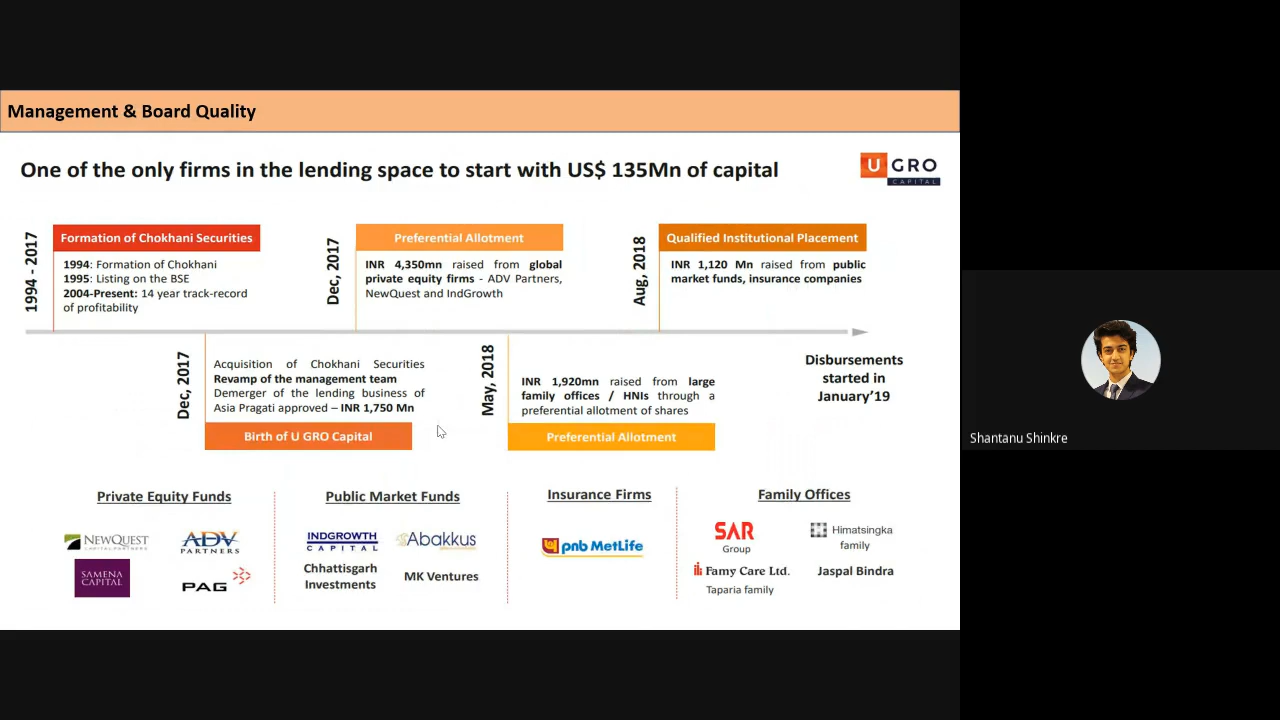 Management & Board Quality
One of the only firms in the lending space to start with US$ 135Mn of capital
U GRO
CAPITAL
1994 - 2017
Formation of Chokhani Securities
1994: Formation of Chokhani
1995: Listing on the BSE
2004-Present: 14 year track-record
of profitability
Dec, 2017
Preferential Allotment
INR 4,350mn raised from global
private equity firms - ADV Partners,
NewQuest and IndGrowth
Aug, 2018
Qualified Institutional Placement
INR 1,120 Mn raised from public
market funds, insurance companies
Dec, 2017
Acquisition of Chokhani Securities
Revamp of the management team
Demerger of the lending business of
Asia Pragati approved – INR 1,750 Mn
Birth of U GRO Capital
May, 2018
INR 1,920mn raised from large
family offices / HNIs through a
preferential allotment of shares
Preferential Allotment
Disbursements
started in
January'19
Private Equity Funds
NEWQUEST
CAPITAL PARTNERS
ADV
PARTNERS
SAMENA
CAPITAL
PAG
Public Market Funds
INDGROWTH
CAPITAL
Abakkus
Chhattisgarh
Investments
MK Ventures
Insurance Firms
pnb MetLife
Family Offices
SAR
Group
Himatsingka
family
Famy Care Ltd.
Taparia family
Jaspal Bindra
Shantanu Shinkre